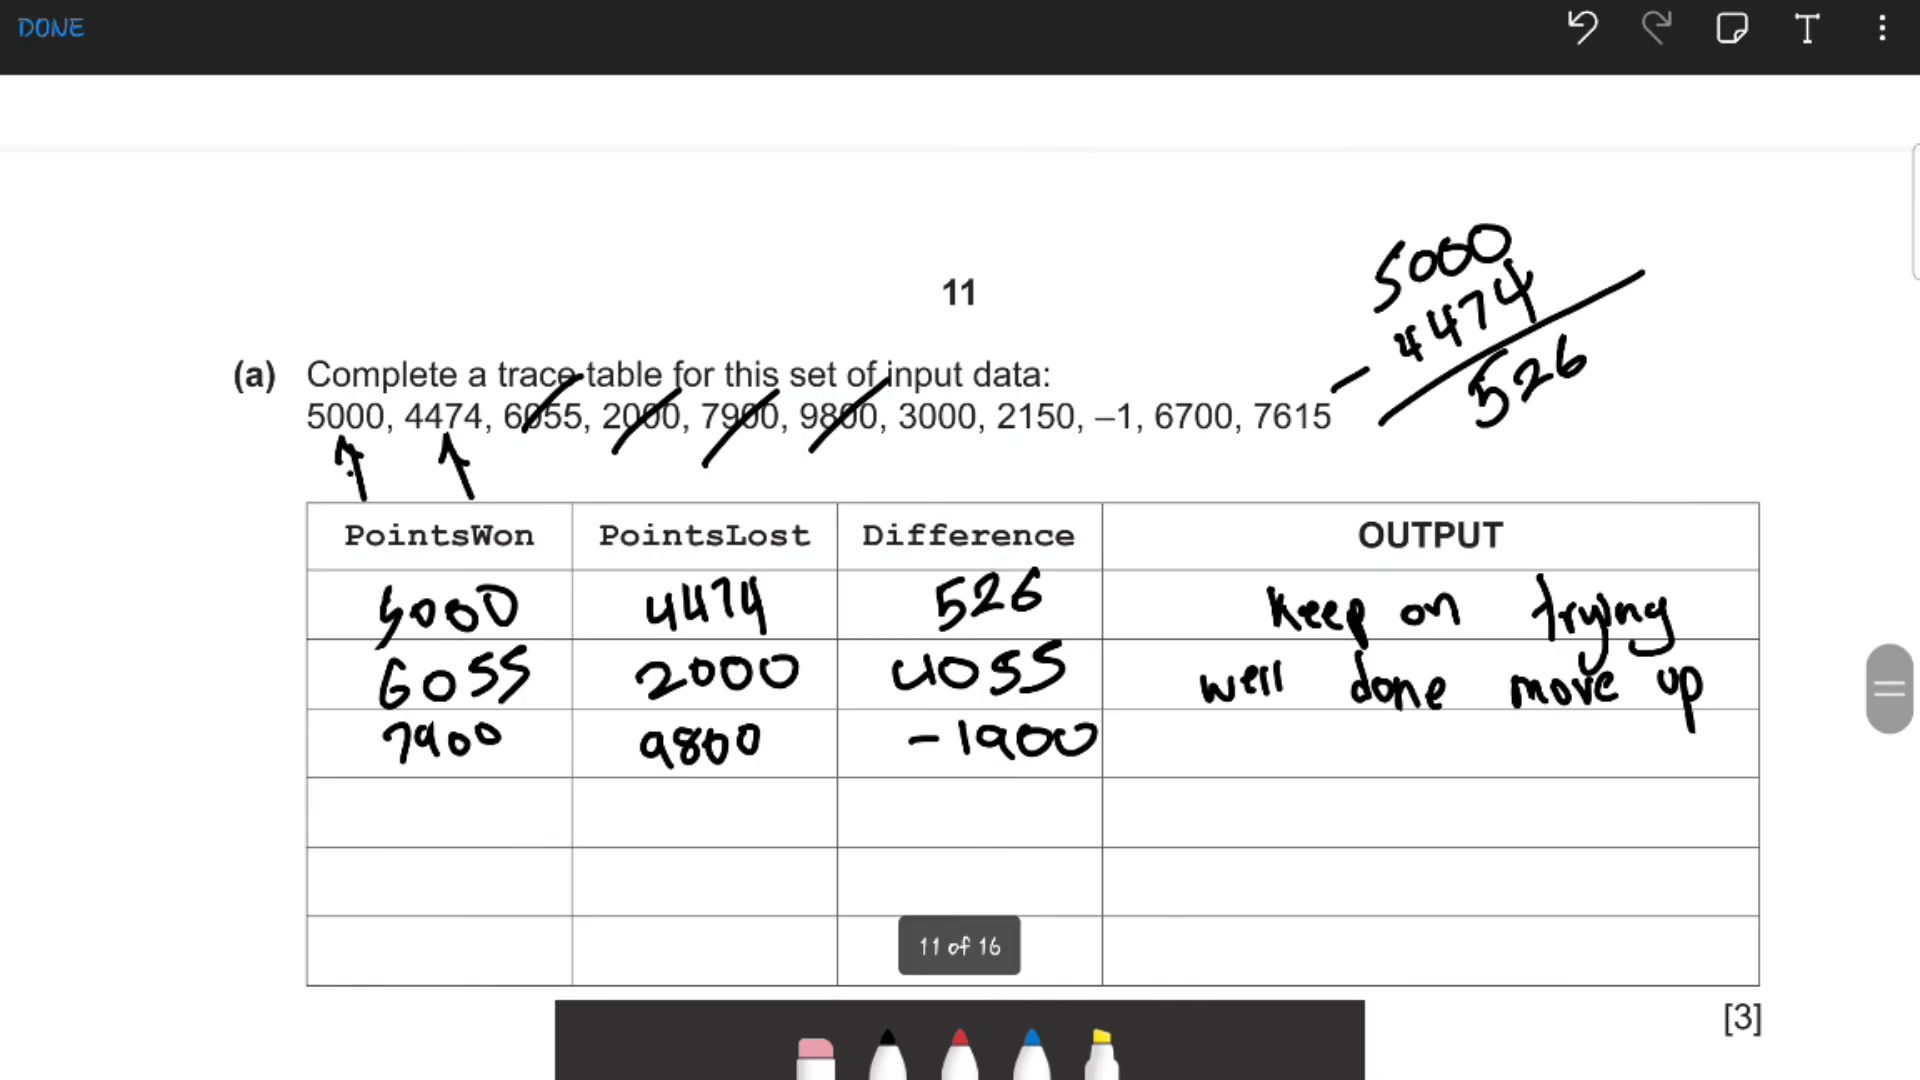 DONE
T
5000
11
- 4474
526
(a) Complete a trace table for this set of input data:
5000, 4474, 6055, 2000, 7900, 9800, 3000, 2150, –1, 6700, 7615
PointsWon PointsLost Difference OUTPUT
5000 4474 526 Keep on trying
6055 2000 4055 well done move up
7900 9800 -1900
11 of 16
[3]